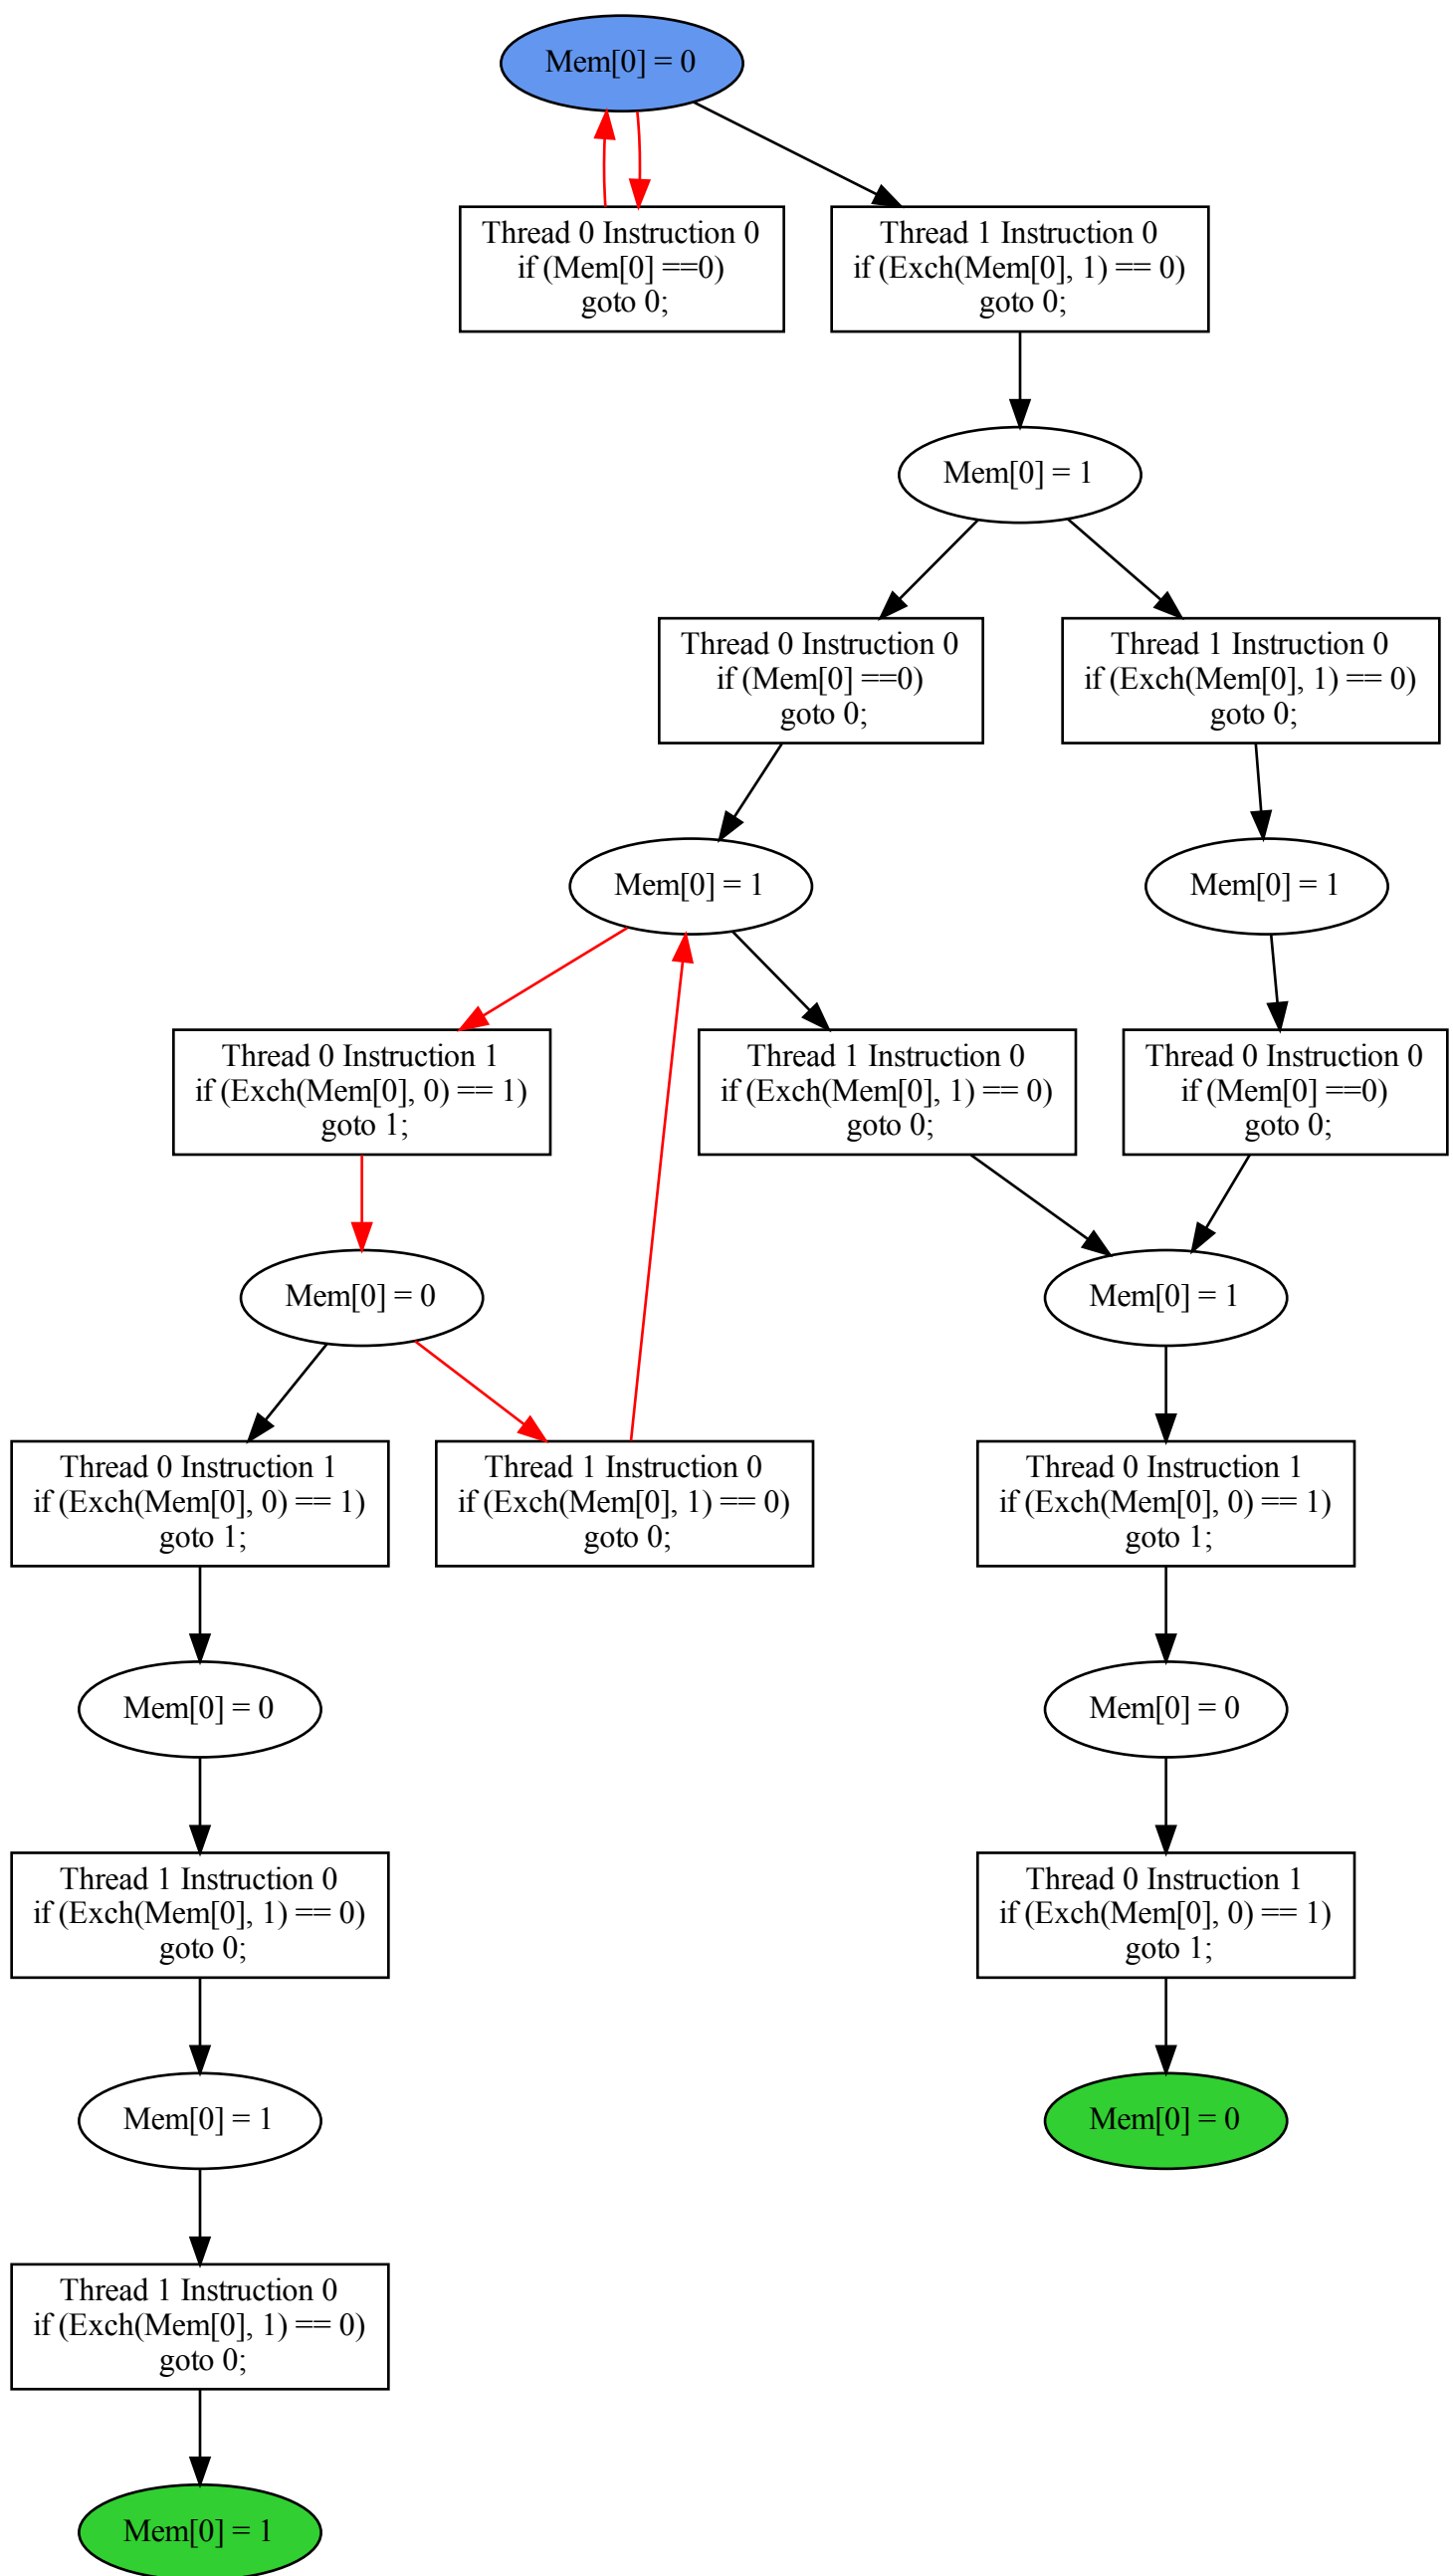 Mem[0] = 0
Thread 0 Instruction 0
if (Mem[0] ==0)
goto 0;
Thread 1 Instruction 0
if (Exch(Mem[0], 1) == 0)
goto 0;
Mem[0] = 1
Thread 0 Instruction 0
if (Mem[0] ==0)
goto 0;
Thread 1 Instruction 0
if (Exch(Mem[0], 1) == 0)
goto 0;
Mem[0] = 1
Mem[0] = 1
Thread 0 Instruction 1
if (Exch(Mem[0], 0) == 1)
goto 1;
Thread 1 Instruction 0
if (Exch(Mem[0], 1) == 0)
goto 0;
Thread 0 Instruction 0
if (Mem[0] ==0)
goto 0;
Mem[0] = 0
Mem[0] = 1
Thread 0 Instruction 1
if (Exch(Mem[0], 0) == 1)
goto 1;
Thread 1 Instruction 0
if (Exch(Mem[0], 1) == 0)
goto 0;
Thread 0 Instruction 1
if (Exch(Mem[0], 0) == 1)
goto 1;
Mem[0] = 0
Mem[0] = 0
Thread 1 Instruction 0
if (Exch(Mem[0], 1) == 0)
goto 0;
Thread 0 Instruction 1
if (Exch(Mem[0], 0) == 1)
goto 1;
Mem[0] = 1
Mem[0] = 0
Thread 1 Instruction 0
if (Exch(Mem[0], 1) == 0)
goto 0;
Mem[0] = 1